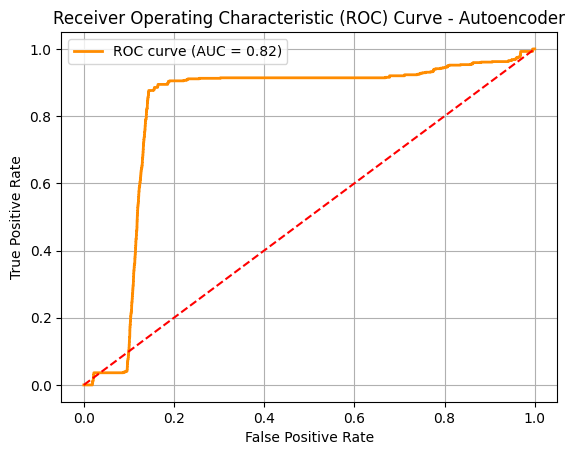 Receiver Operating Characteristic (ROC) Curve - Autoencoder
ROC curve (AUC = 0.82)
True Positive Rate
1.0
0.8
0.6
0.4
0.2
0.0
0.0 0.2 0.4 0.6 0.8 1.0
False Positive Rate